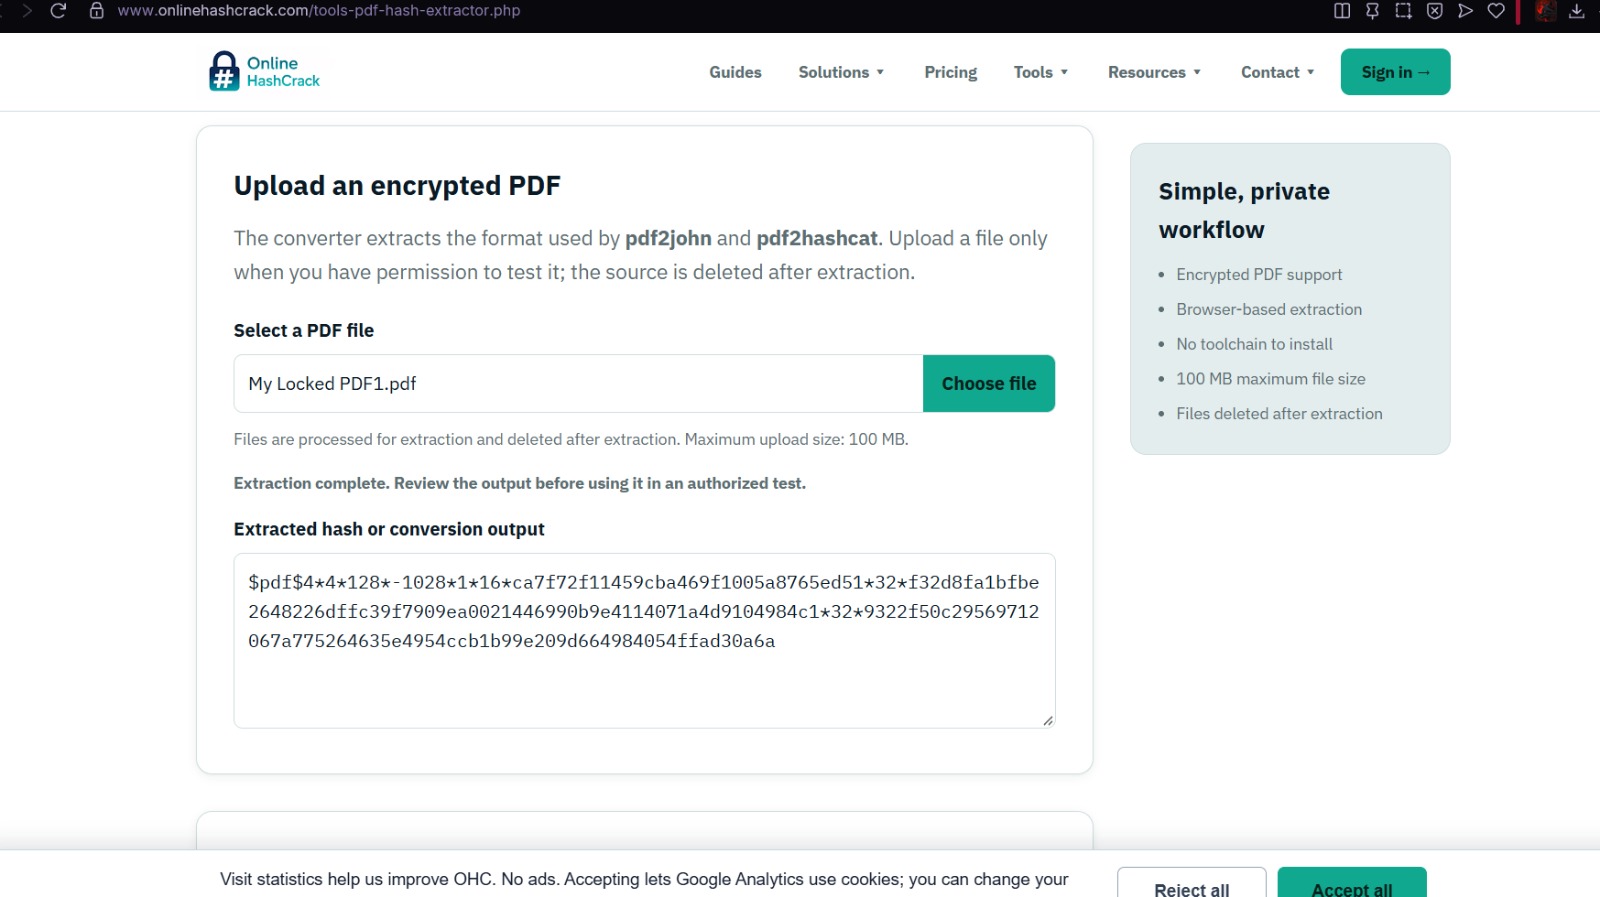 www.onlinehashcrack.com/tools-pdf-hash-extractor.php
Online
HashCrack
Guides
Solutions
Pricing
Tools
Resources
Contact
Sign in →
Upload an encrypted PDF
The converter extracts the format used by pdf2john and pdf2hashcat. Upload a file only
when you have permission to test it; the source is deleted after extraction.
Select a PDF file
My Locked PDF1.pdf
Choose file
Files are processed for extraction and deleted after extraction. Maximum upload size: 100 MB.
Extraction complete. Review the output before using it in an authorized test.
Extracted hash or conversion output
$pdf$4*4*128*-1028*1*16*ca7f72f11459cba469f1005a8765ed51*32*f32d8fa1bfbe
2648226dffc39f7909ea0021446990b9e4114071a4d9104984c1*32*9322f50c29569712
067a775264635e4954ccb1b99e209d664984054ffad30a6a
Simple, private
workflow
• Encrypted PDF support
• Browser-based extraction
• No toolchain to install
• 100 MB maximum file size
• Files deleted after extraction
Visit statistics help us improve OHC. No ads. Accepting lets Google Analytics use cookies; you can change your
Reject all
Accept all